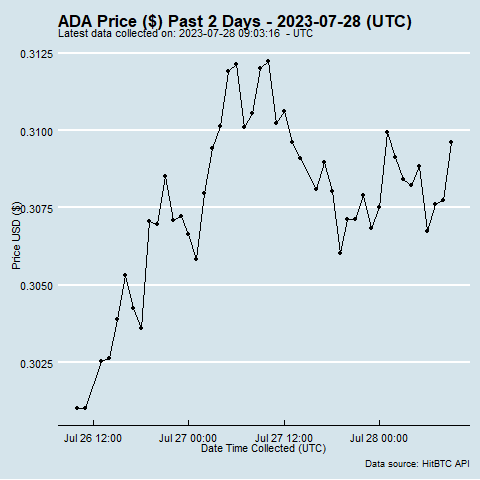 ADA Price ($) Past 2 Days - 2023-07-28 (UTC)
Latest data collected on: 2023-07-28 09:03:16  - UTC
0.3125
0.3100
0.3075
0.3050
0.3025
Price USD ($)
Jul 26 12:00 Jul 27 00:00 Jul 27 12:00 Jul 28 00:00
Date Time Collected (UTC)
Data source: HitBTC API